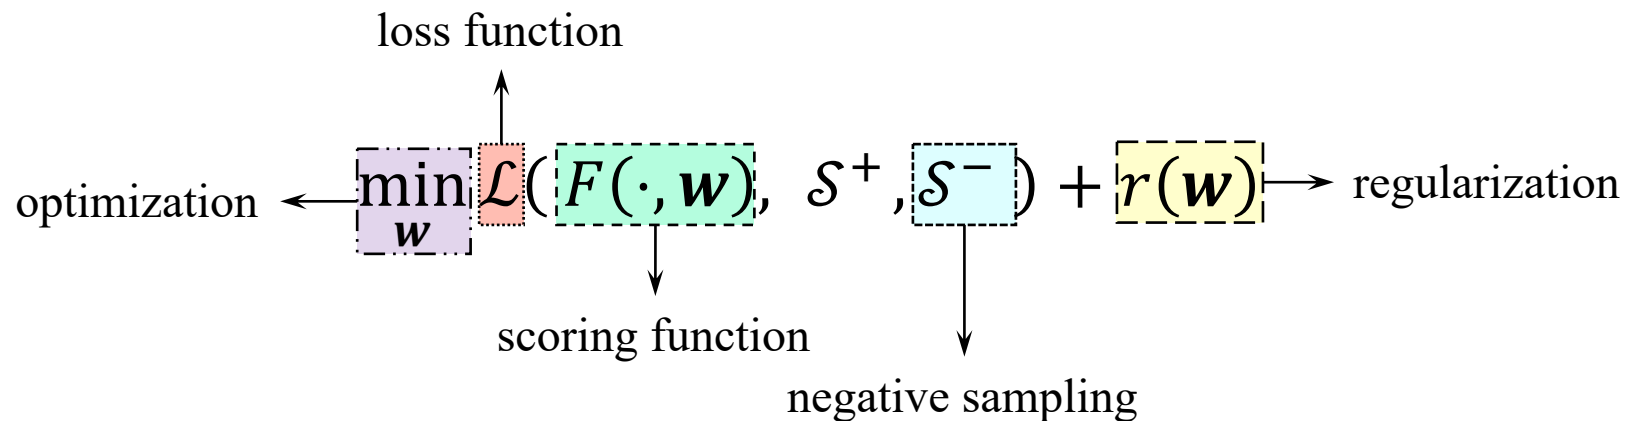 loss function
optimization
min ℒ( F(·, w), 𝒮⁺, 𝒮⁻) + r(w)
w
regularization
scoring function
negative sampling